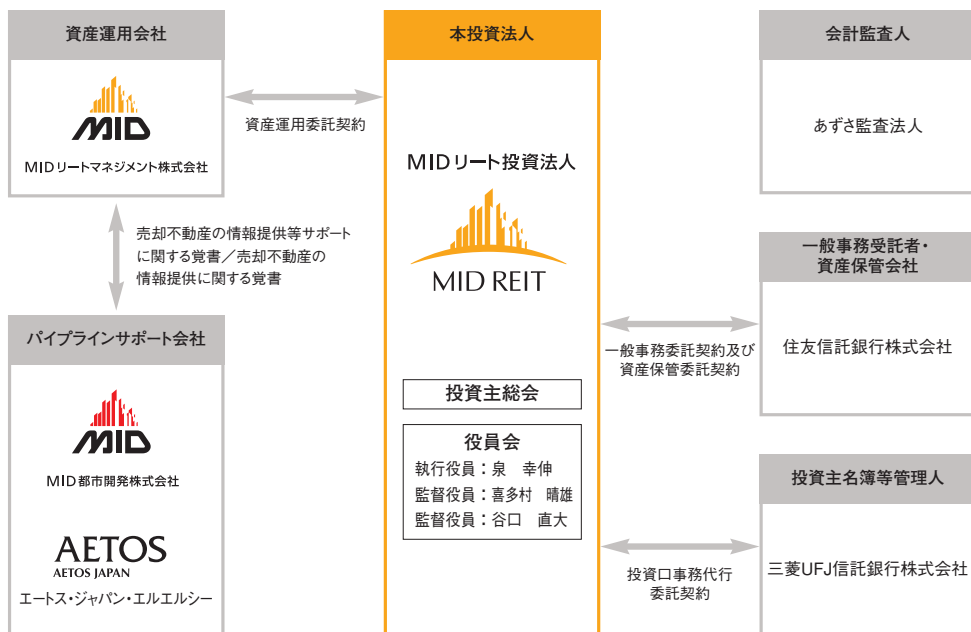 資産運用会社
MID
MIDリートマネジメント株式会社
資産運用委託契約
売却不動産の情報提供等サポート
に関する覚書／売却不動産の
情報提供に関する覚書
パイプラインサポート会社
MID
MID都市開発株式会社
AETOS
AETOS JAPAN
エートス・ジャパン・エルエルシー
本投資法人
MIDリート投資法人
MID REIT
投資主総会
役員会
執行役員：泉　幸伸
監督役員：喜多村　晴雄
監督役員：谷口　直大
会計監査人
あずさ監査法人
一般事務受託者・
資産保管会社
住友信託銀行株式会社
一般事務委託契約及び
資産保管委託契約
投資主名簿等管理人
三菱UFJ信託銀行株式会社
投資口事務代行
委託契約